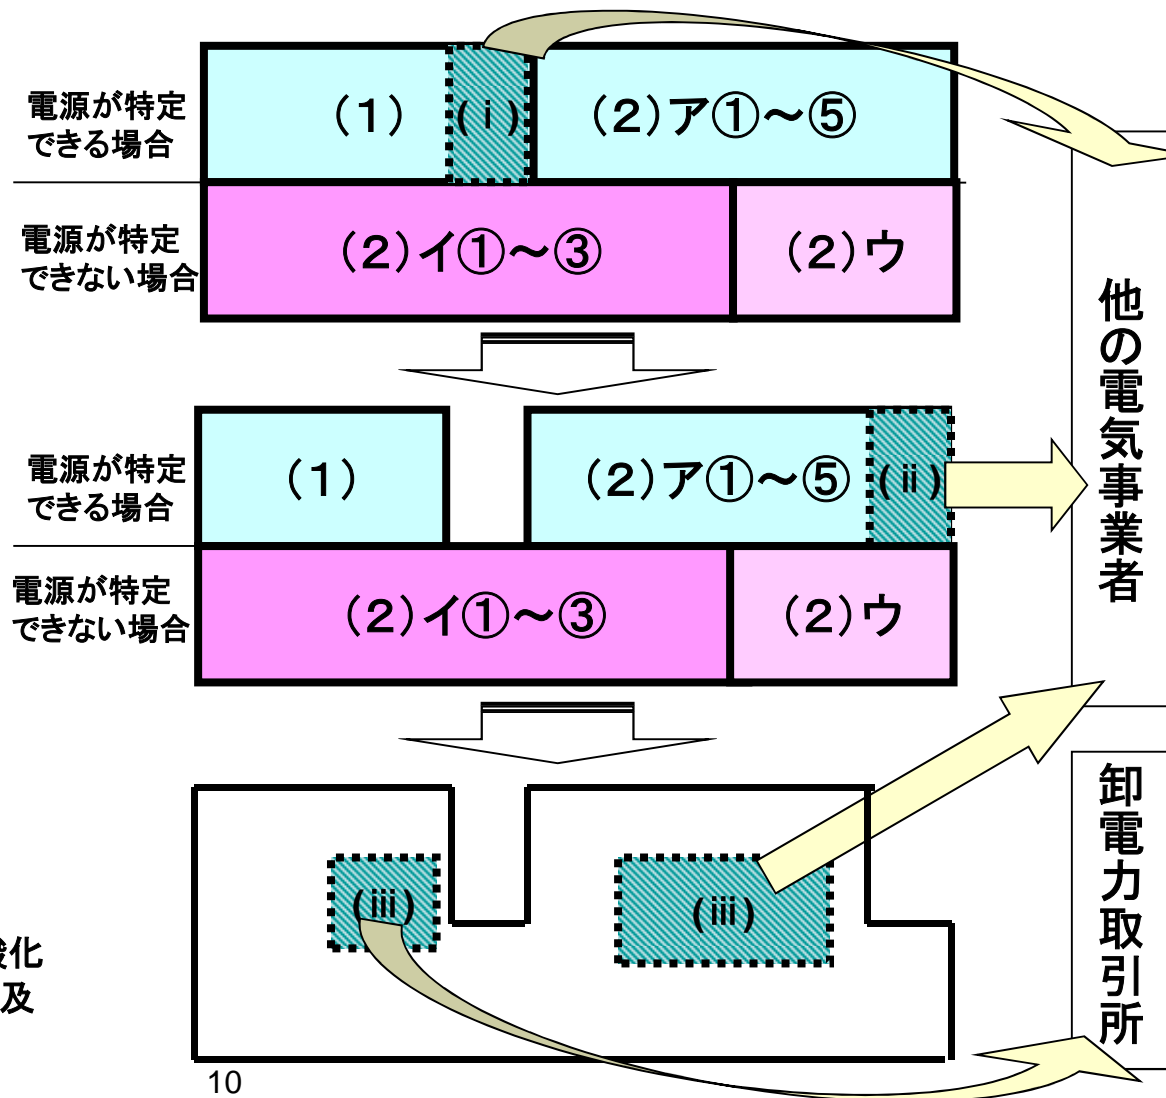 電源が特定
できる場合
(1)
(ⅰ)
(2)ア①～⑤
電源が特定
できない場合
(2)イ①～③
(2)ウ
他の電気事業者
電源が特定
できる場合
(1)
(2)ア①～⑤
(ⅱ)
電源が特定
できない場合
(2)イ①～③
(2)ウ
(ⅲ)
(ⅲ)
卸電力取引所
酸化
及
10